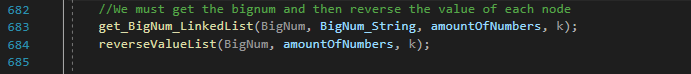 682 //We must get the bignum and then reverse the value of each node
683 get_BigNum_LinkedList(BigNum, BigNum_String, amountOfNumbers, k);
684 reverseValueList(BigNum, amountOfNumbers, k);
685